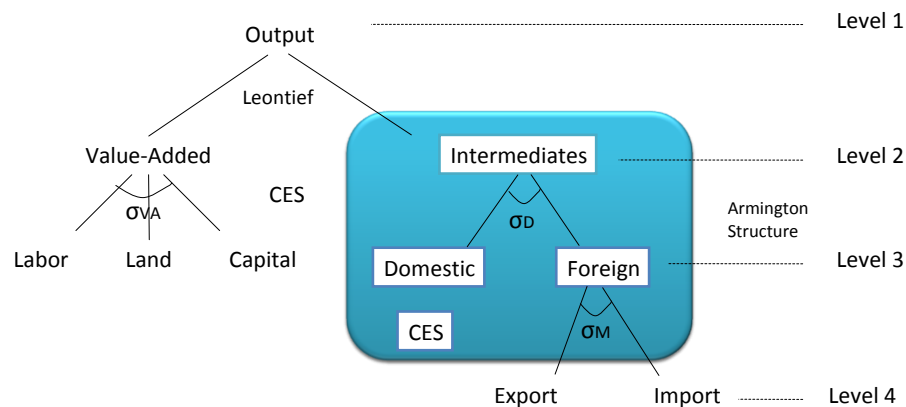 Level 1
Output
Leontief
Value-Added
Intermediates
Level 2
CES
σVA
σD
Armington
Structure
Labor
Land
Capital
Domestic
Foreign
Level 3
CES
σM
Export
Import
Level 4